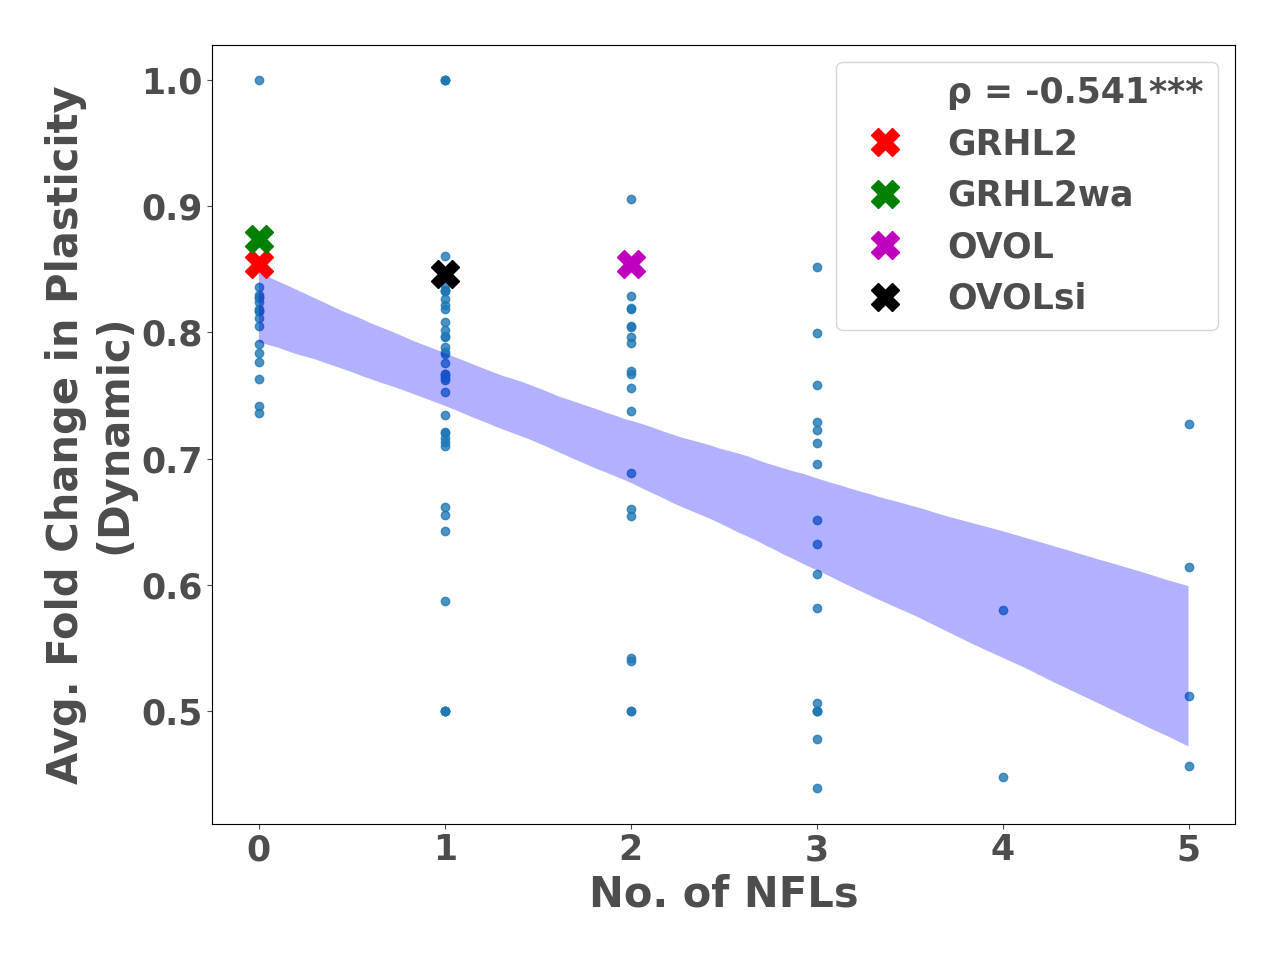 Avg. Fold Change in Plasticity
(Dynamic)
1.0
0.9
0.8
0.7
0.6
0.5
ρ = -0.541***
GRHL2
GRHL2wa
OVOL
OVOLsi
0 1 2 3 4 5
No. of NFLs